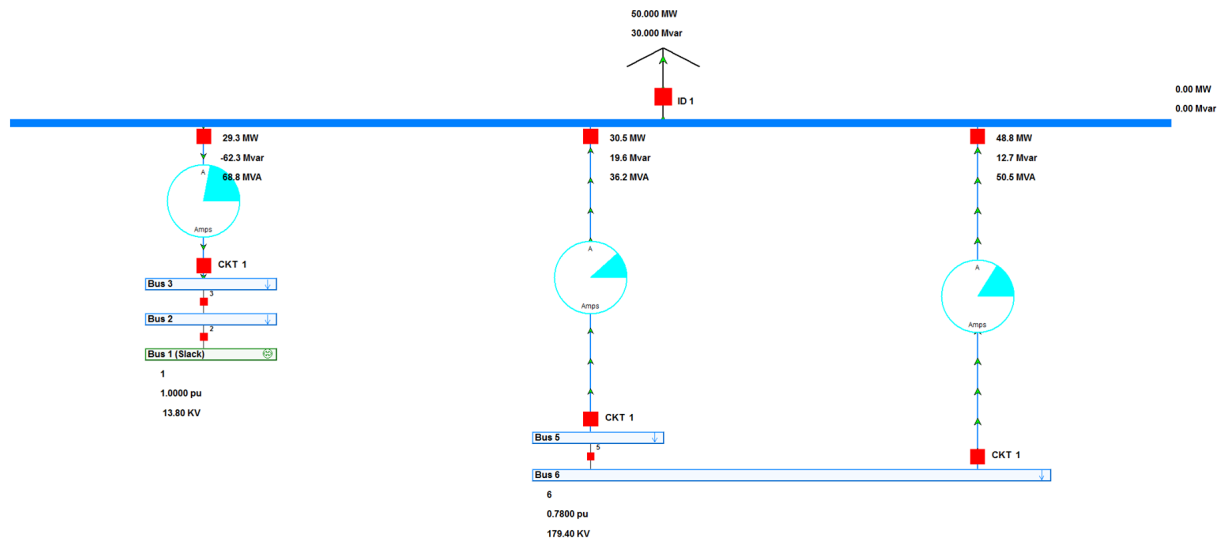 50.000 MW
30.000 Mvar
ID 1
0.00 MW
0.00 Mvar
29.3 MW
-62.3 Mvar
68.8 MVA
A
Amps
CKT 1
Bus 3
3
Bus 2
2
Bus 1 (Slack)
1
1.0000 pu
13.80 KV
30.5 MW
19.6 Mvar
36.2 MVA
A
Amps
CKT 1
Bus 5
5
Bus 6
6
0.7800 pu
179.40 KV
48.8 MW
12.7 Mvar
50.5 MVA
A
Amps
CKT 1